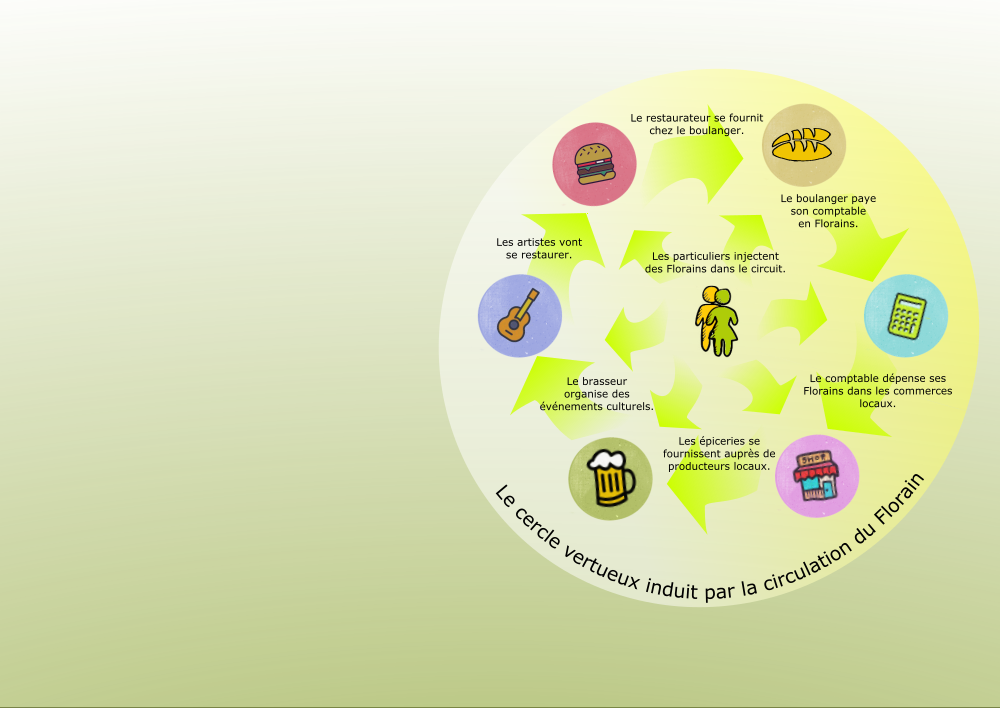 Le restaurateur se fournit
chez le boulanger.
Le boulanger paye
son comptable
en Florains.
Les artistes vont
se restaurer.
Les particuliers injectent
des Florains dans le circuit.
Le brasseur
organise des
événements culturels.
Le comptable dépense ses
Florains dans les commerces
locaux.
Les épiceries se
fournissent auprès de
producteurs locaux.
SHOP
Le cercle vertueux induit par la circulation du Florain